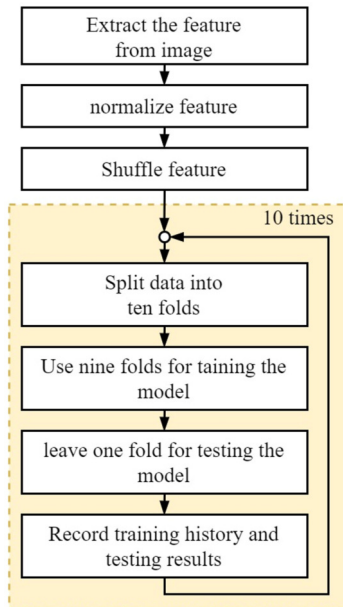 Extract the feature
from image
normalize feature
Shuffle feature
10 times
Split data into
ten folds
Use nine folds for taining the
model
leave one fold for testing the
model
Record training history and
testing results